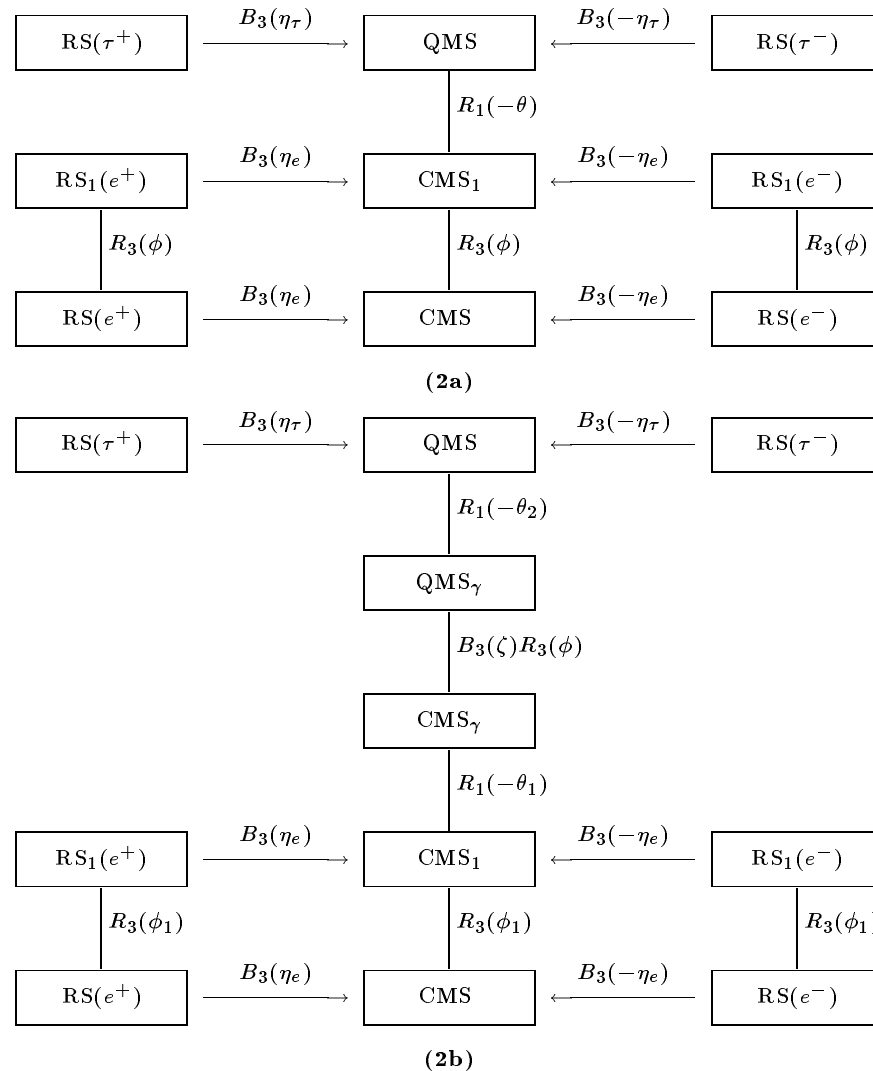 B₃(η_τ) B₃(−η_τ)
RS(τ⁺) QMS RS(τ⁻)
R₁(−θ)
B₃(η_e) B₃(−η_e)
RS₁(e⁺) CMS₁ RS₁(e⁻)
R₃(ϕ) R₃(ϕ) R₃(ϕ)
B₃(η_e) B₃(−η_e)
RS(e⁺) CMS RS(e⁻)
(2a)
B₃(η_τ) B₃(−η_τ)
RS(τ⁺) QMS RS(τ⁻)
R₁(−θ₂)
QMS_γ
B₃(ζ)R₃(ϕ)
CMS_γ
R₁(−θ₁)
B₃(η_e) B₃(−η_e)
RS₁(e⁺) CMS₁ RS₁(e⁻)
R₃(ϕ₁) R₃(ϕ₁) R₃(ϕ₁)
B₃(η_e) B₃(−η_e)
RS(e⁺) CMS RS(e⁻)
(2b)